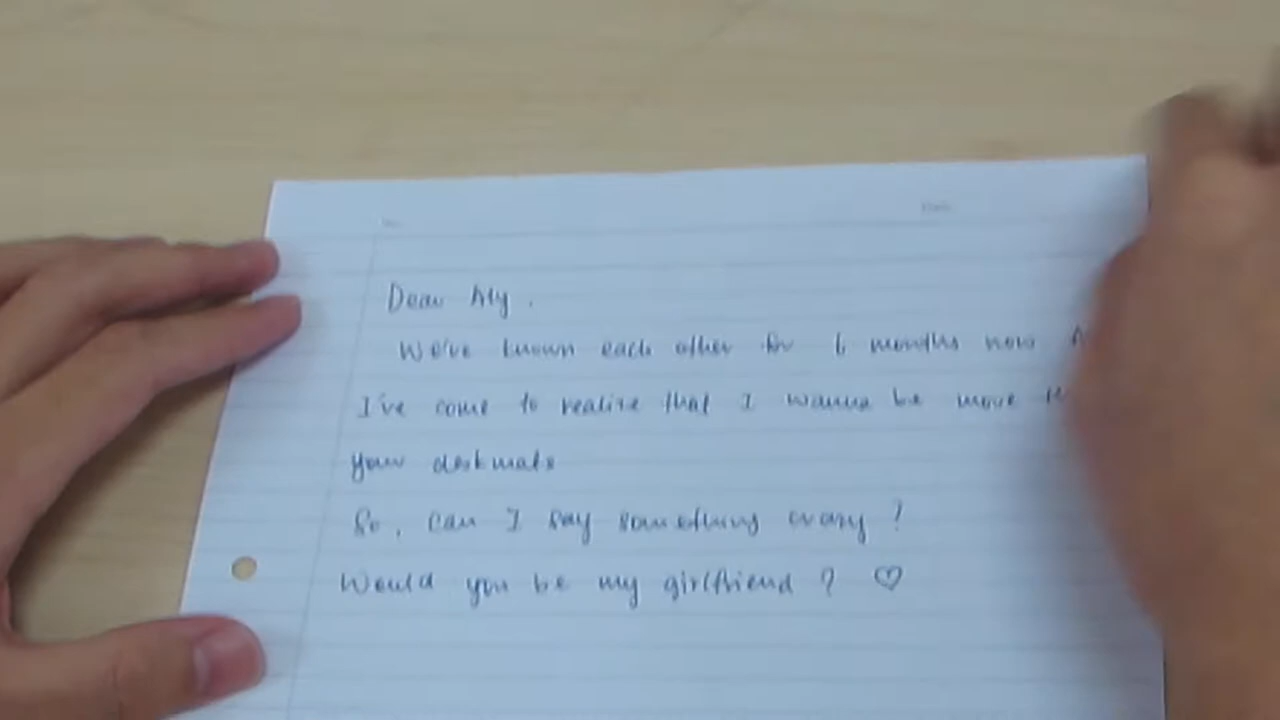 Dear Aly.
We've known each other for 6 months now
I've come to realize that I wanna be more
your deskmate
So, can I say something crazy?
Would you be my girlfriend? ♡